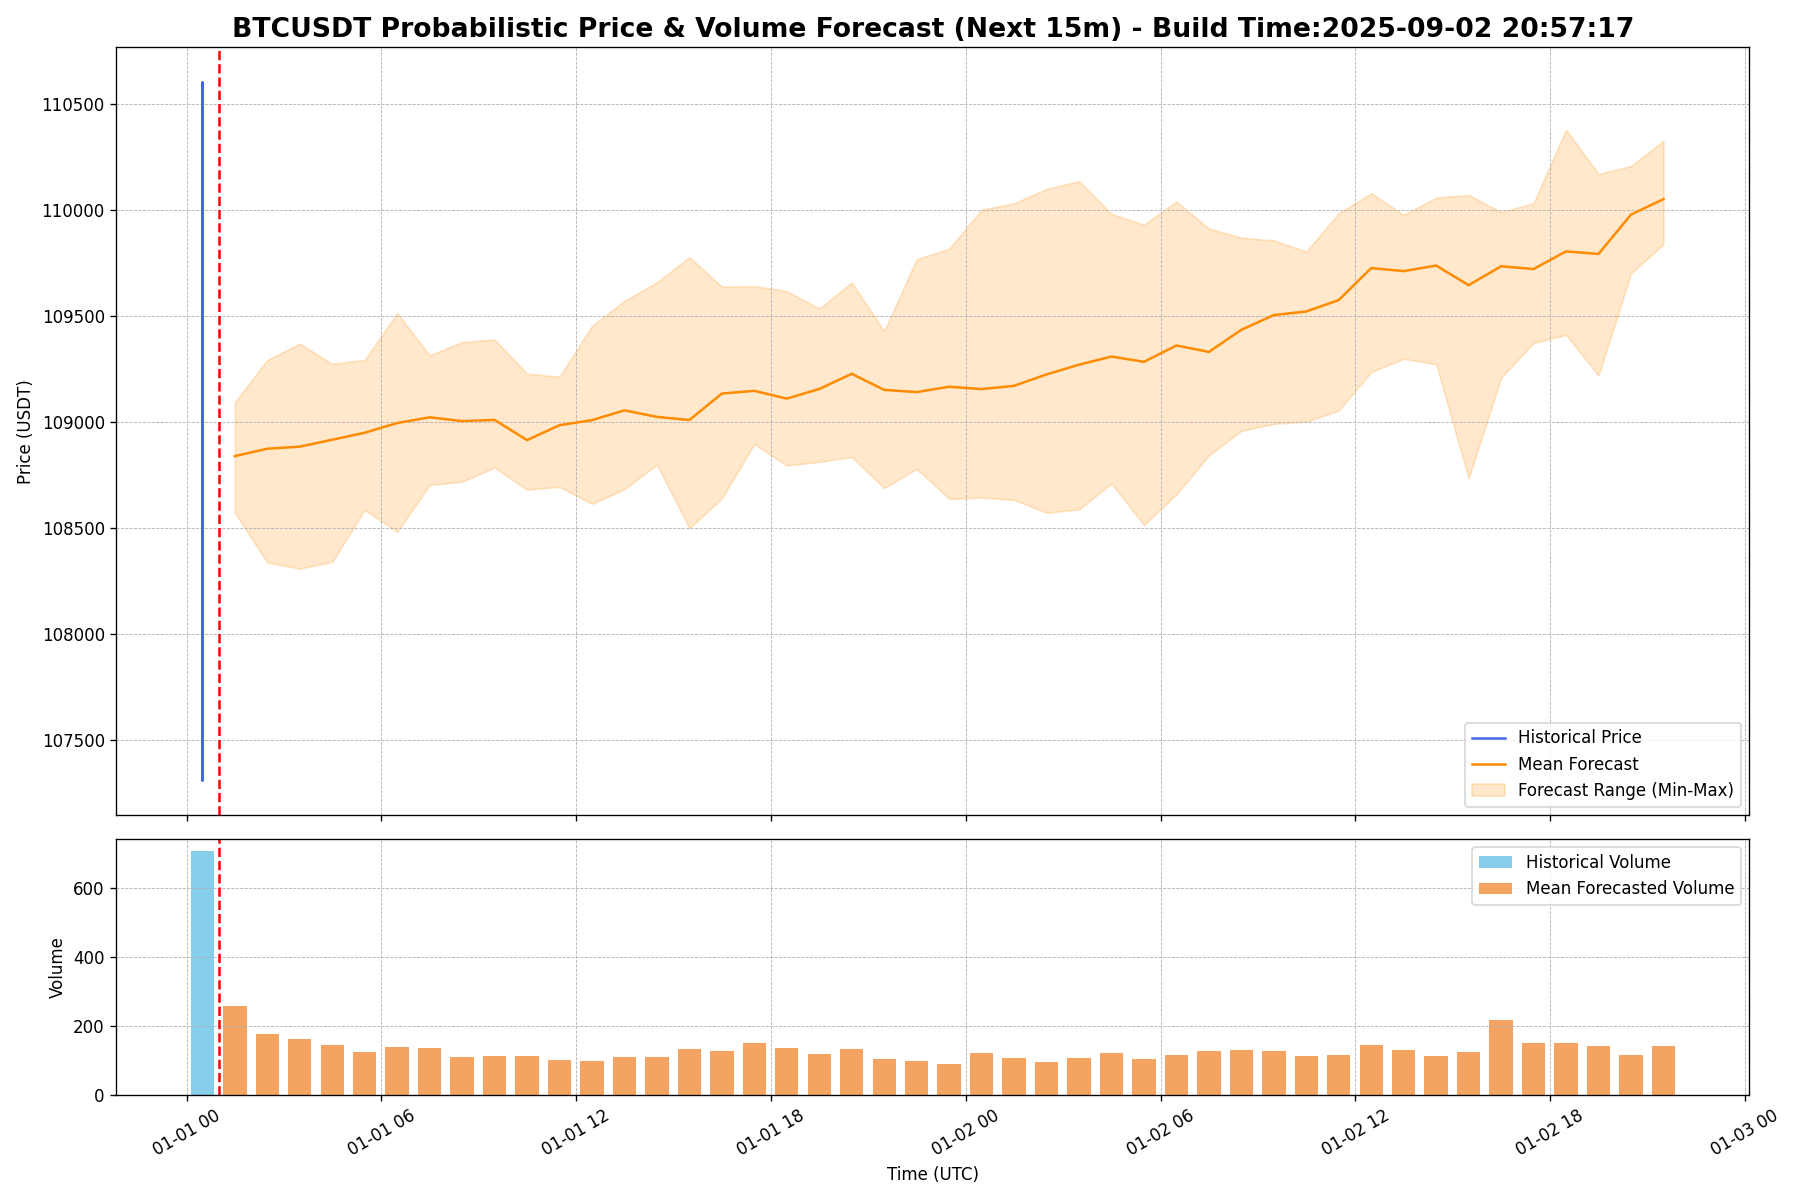 BTCUSDT Probabilistic Price & Volume Forecast (Next 15m) - Build Time:2025-09-02 20:57:17
Price (USDT)
110500
110000
109500
109000
108500
108000
107500
Historical Price
Mean Forecast
Forecast Range (Min-Max)
Volume
600
400
200
0
Historical Volume
Mean Forecasted Volume
01-01 00
01-01 06
01-01 12
01-01 18
01-02 00
01-02 06
01-02 12
01-02 18
01-03 00
Time (UTC)